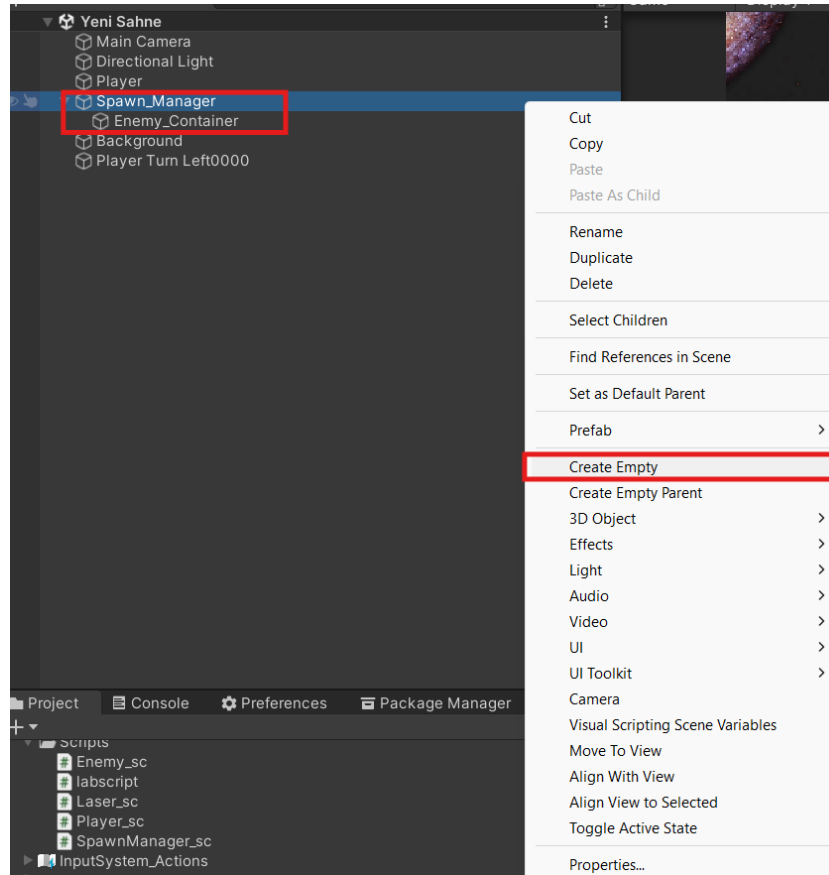 Yeni Sahne
Main Camera
Directional Light
Player
Spawn_Manager
Enemy_Container
Background
Player Turn Left0000
Cut
Copy
Paste
Paste As Child
Rename
Duplicate
Delete
Select Children
Find References in Scene
Set as Default Parent
Prefab
Create Empty
Create Empty Parent
3D Object
Effects
Light
Audio
Video
UI
UI Toolkit
Camera
Visual Scripting Scene Variables
Move To View
Align With View
Align View to Selected
Toggle Active State
Properties...
Project Console Preferences Package Manager
Scripts
Enemy_sc
labscript
Laser_sc
Player_sc
SpawnManager_sc
InputSystem_Actions